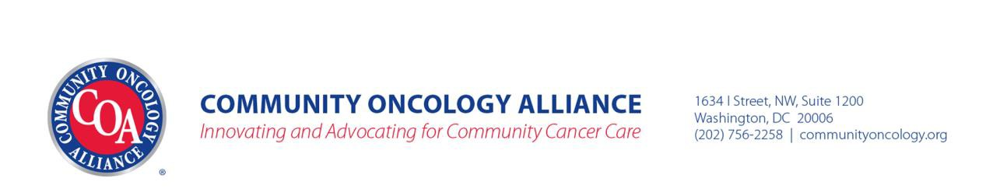 COMMUNITY ONCOLOGY
COA
ALLIANCE
®
COMMUNITY ONCOLOGY ALLIANCE
Innovating and Advocating for Community Cancer Care
1634 I Street, NW, Suite 1200
Washington, DC  20006
(202) 756-2258 | communityoncology.org